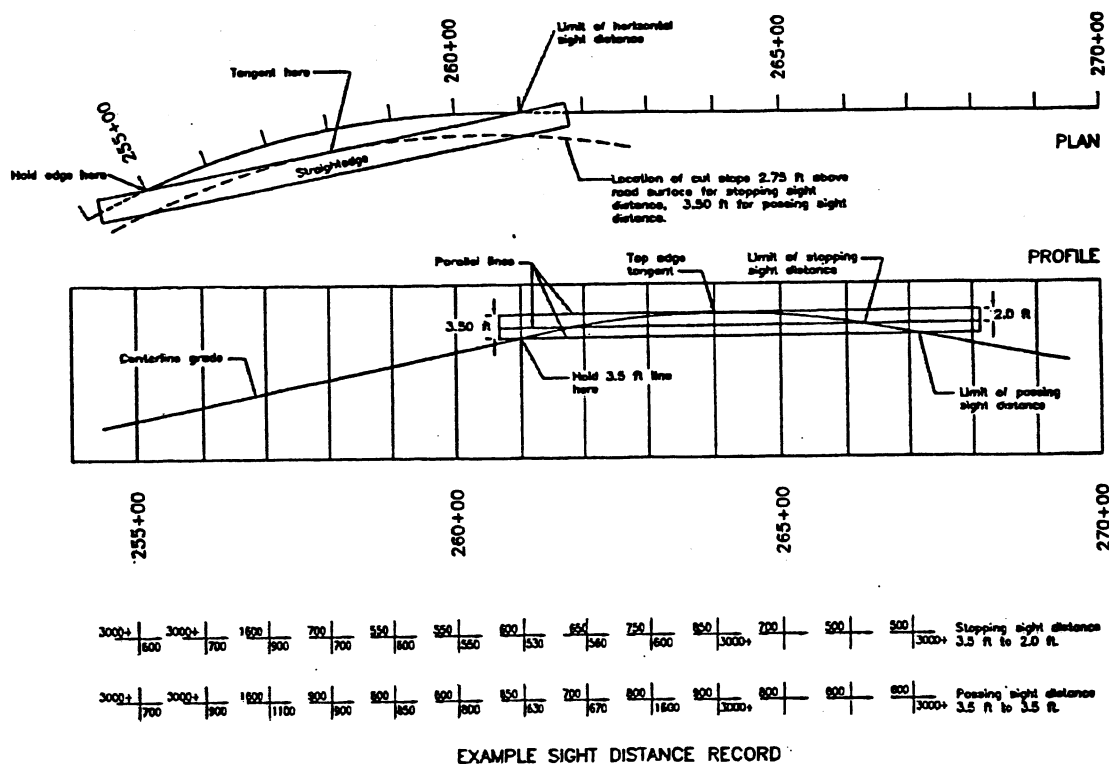 Limit of horizontal
sight distance
260+00
265+00
270+00
Tangent here
255+00
PLAN
Hold edge here
Straightedge
Location of cut slope 2.75 ft above
road surface for stopping sight
distance, 3.50 ft for passing sight
distance.
PROFILE
Parallel lines
Top edge
tangent
Limit of stopping
sight distance
3.50 ft
2.0 ft
Centerline grade
Hold 3.5 ft line
here
Limit of passing
sight distance
255+00
260+00
265+00
270+00
3000+ 3000+ 1600 700 550 550 600 650 750 850 700 500 500
600 700 900 700 600 550 530 560 600 3000+ 3000+
Stopping sight distance
3.5 ft to 2.0 ft.
3000+ 3000+ 1600 900 800 600 850 700 800 900 800 600 600
700 900 1100 900 850 800 630 670 1600 3000+ 3000+
Passing sight distance
3.5 ft to 3.5 ft.
EXAMPLE SIGHT DISTANCE RECORD